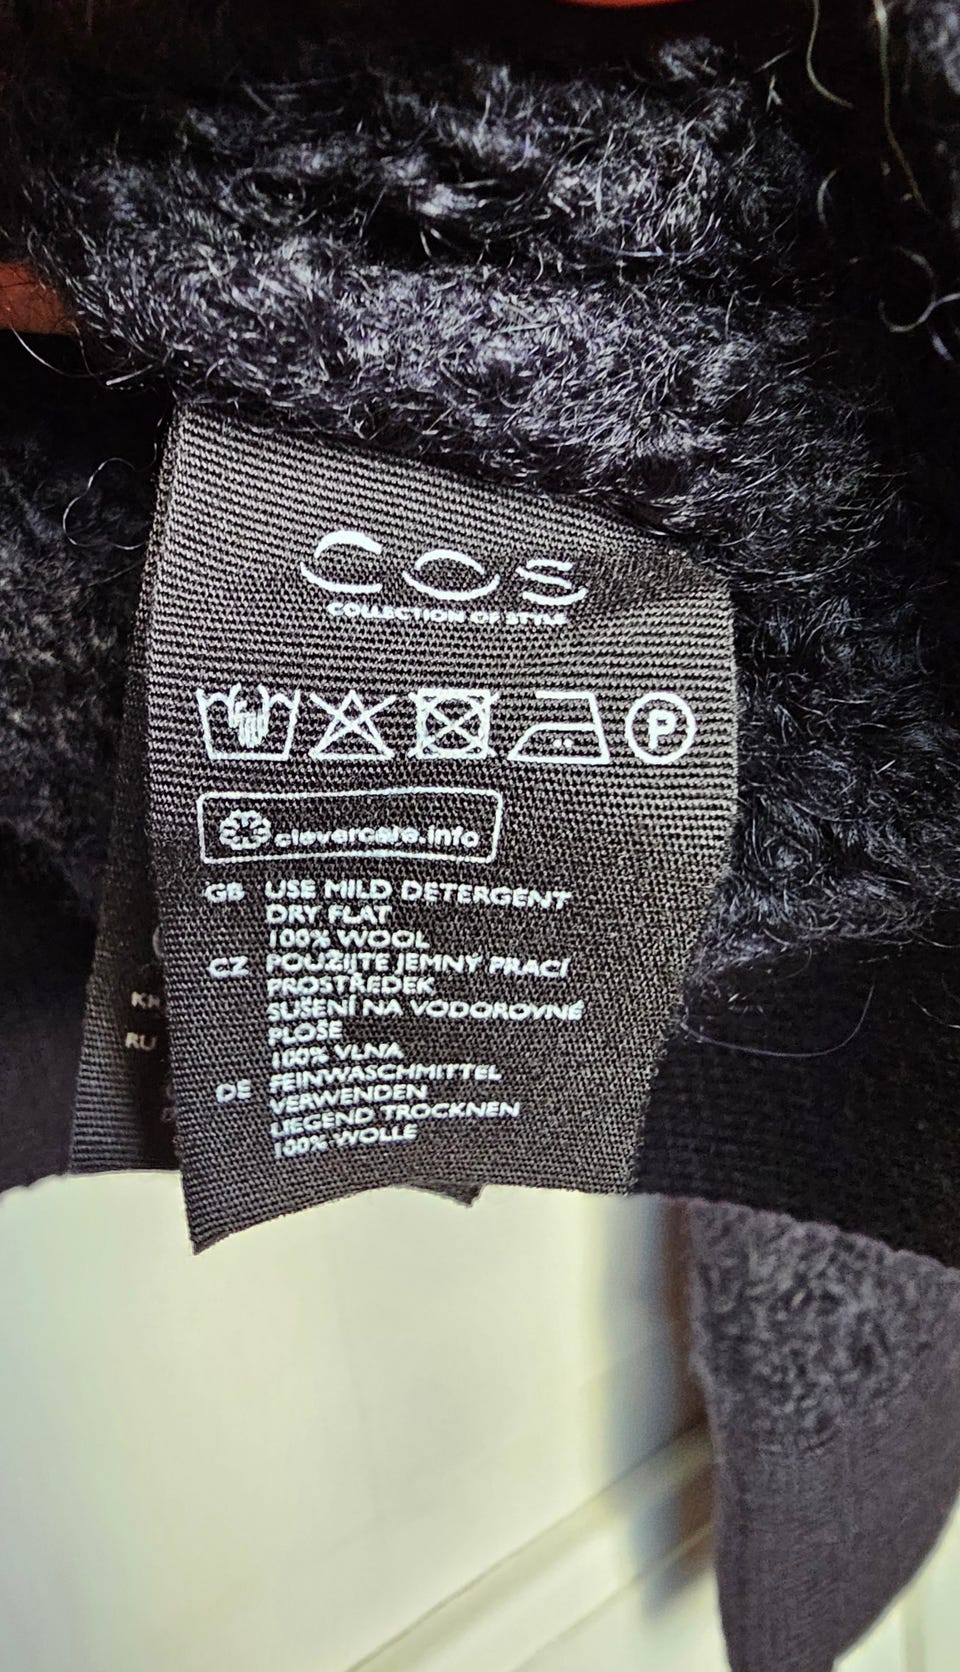 COS
COLLECTION OF STYLE
P
clevercare.info
GB USE MILD DETERGENT
DRY FLAT
100% WOOL
CZ POUŽIJTE JEMNÝ PRACÍ
PROSTŘEDEK
SUŠENÍ NA VODOROVNÉ
PLOŠE
100% VLNA
DE FEINWASCHMITTEL
VERWENDEN
LIEGEND TROCKNEN
100% WOLLE
RU